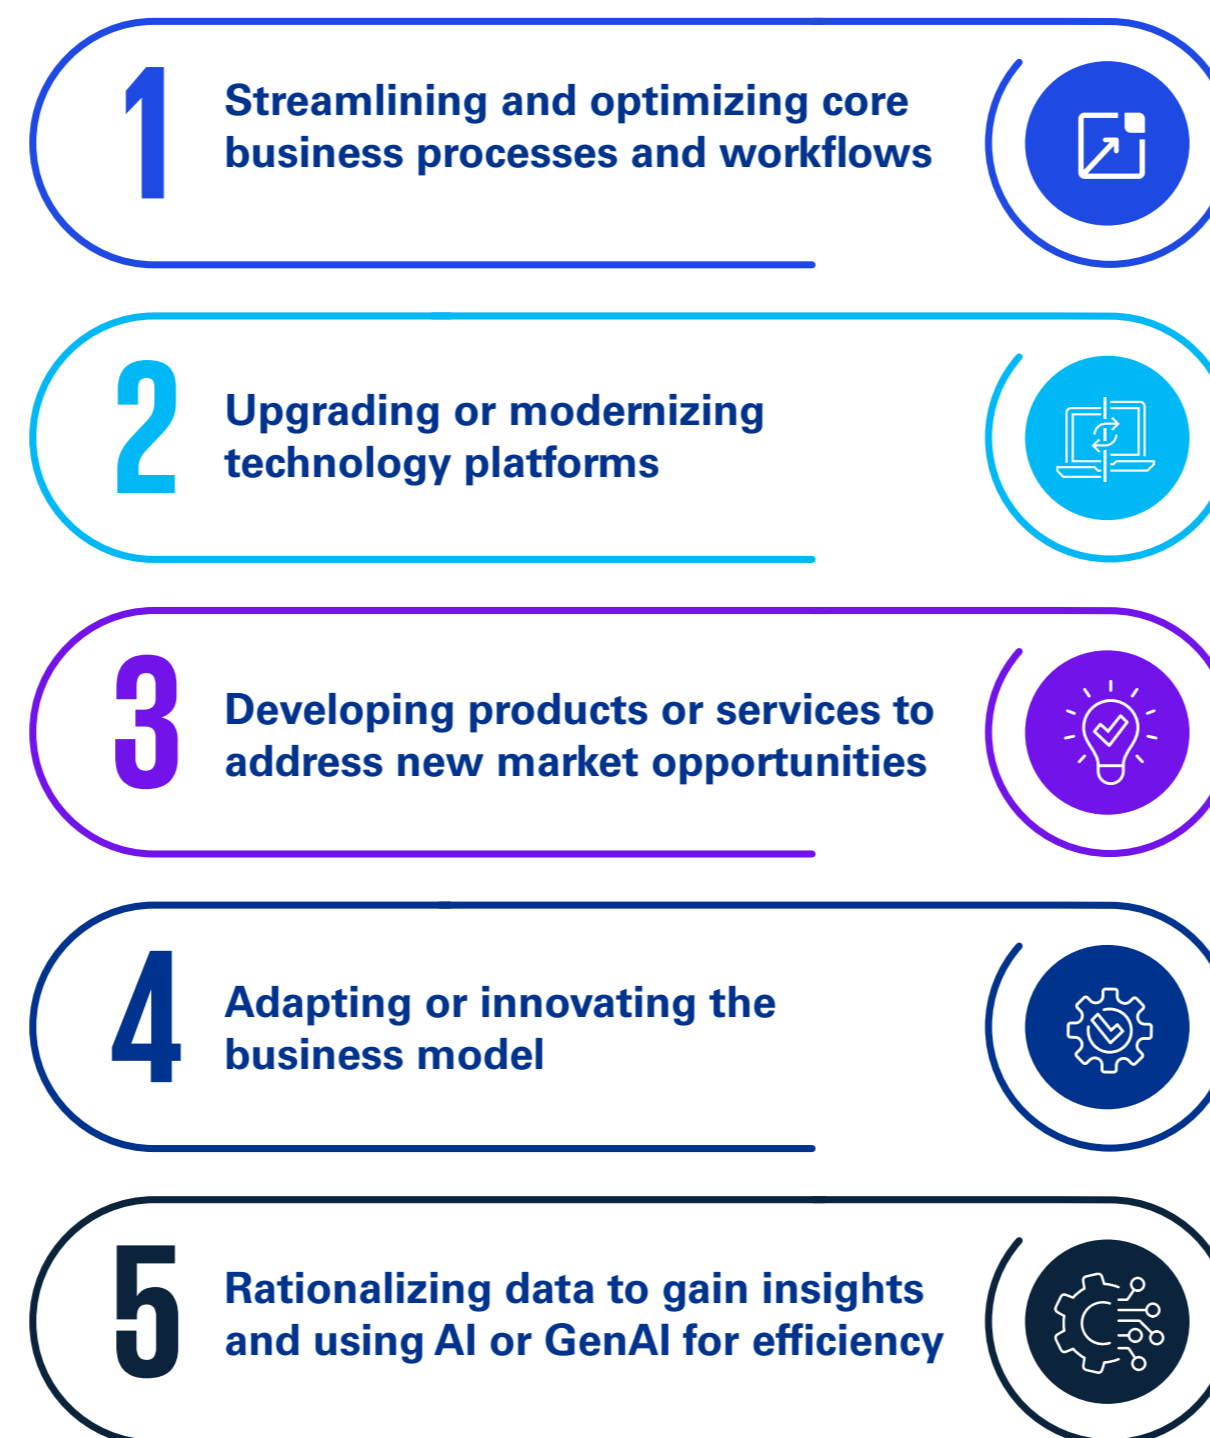 1
Streamlining and optimizing core
business processes and workflows
2
Upgrading or modernizing
technology platforms
3
Developing products or services to
address new market opportunities
4
Adapting or innovating the
business model
5
Rationalizing data to gain insights
and using AI or GenAI for efficiency